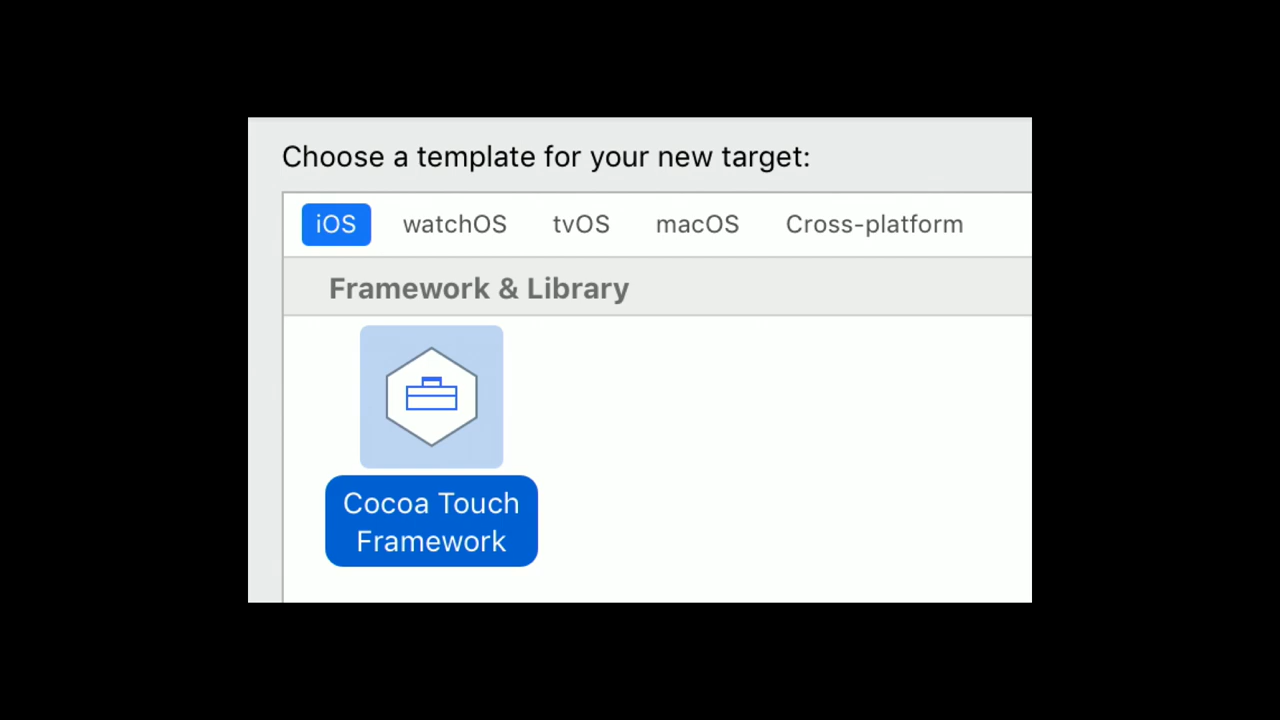 Choose a template for your new target:
iOS watchOS tvOS macOS Cross-platform
Framework & Library
Cocoa Touch
Framework